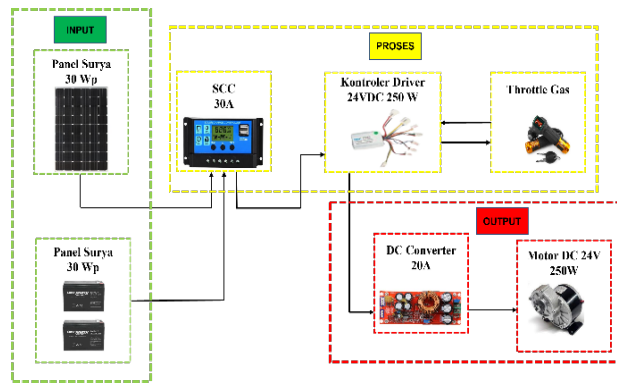 INPUT
Panel Surya
30 Wp
Panel Surya
30 Wp
PROSES
SCC
30A
Kontroler Driver
24VDC 250 W
Throttle Gas
OUTPUT
DC Converter
20A
Motor DC 24V
250W